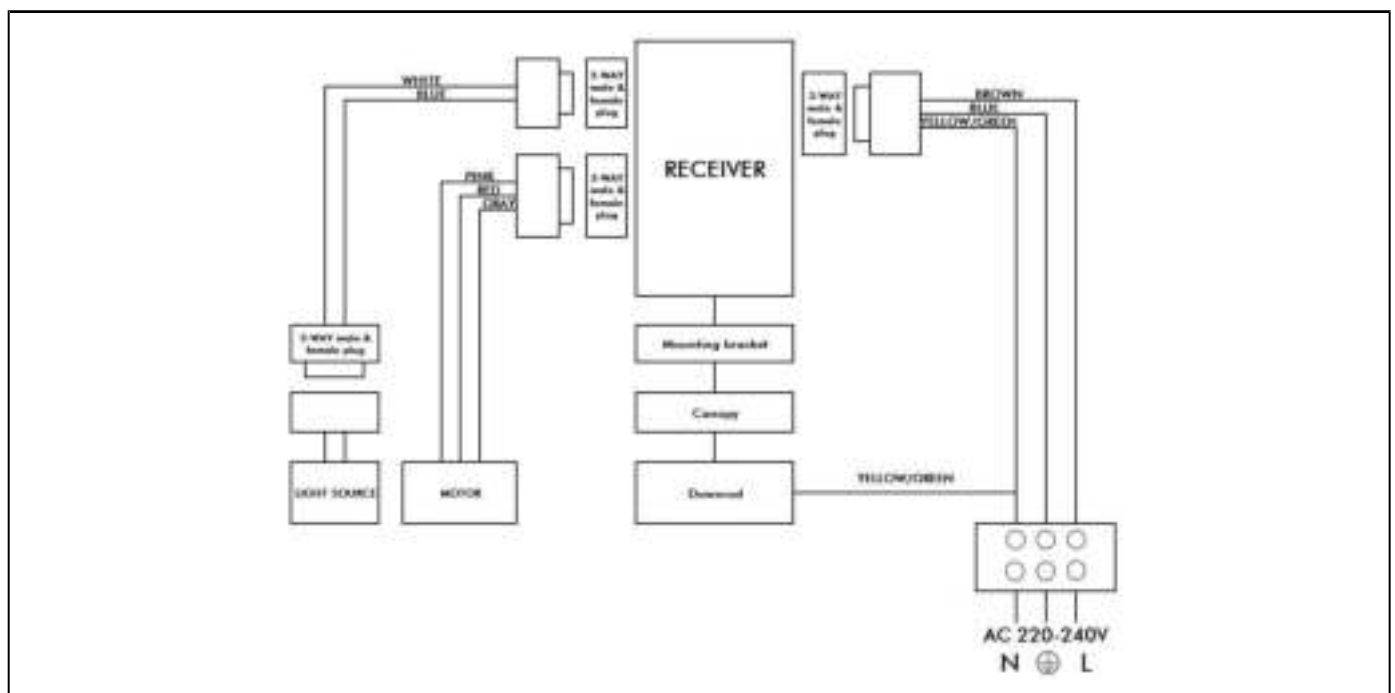 WHITE
BLUE
3-WAY
male &
female
plug
RECEIVER
3-WAY
male &
female
plug
BROWN
BLUE
YELLOW/GREEN
PINK
RED
GRAY
3-WAY
male &
female
plug
male &
female plug
Mounting bracket
Canopy
LIGHT SOURCE
MOTOR
Downrod
YELLOW/GREEN
AC 220-240V
N L